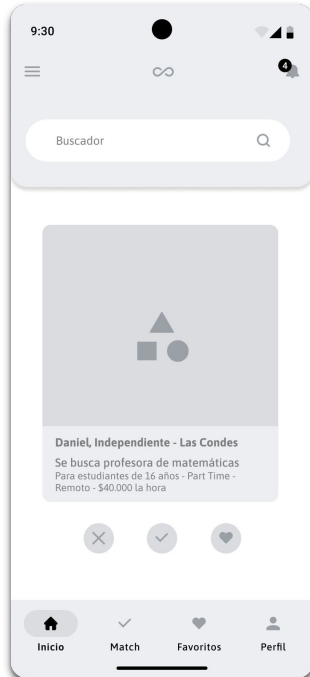 9:30
4
Buscador
Daniel, Independiente - Las Condes
Se busca profesora de matemáticas
Para estudiantes de 16 años - Part Time -
Remoto - $40.000 la hora
Inicio
Match
Favoritos
Perfil